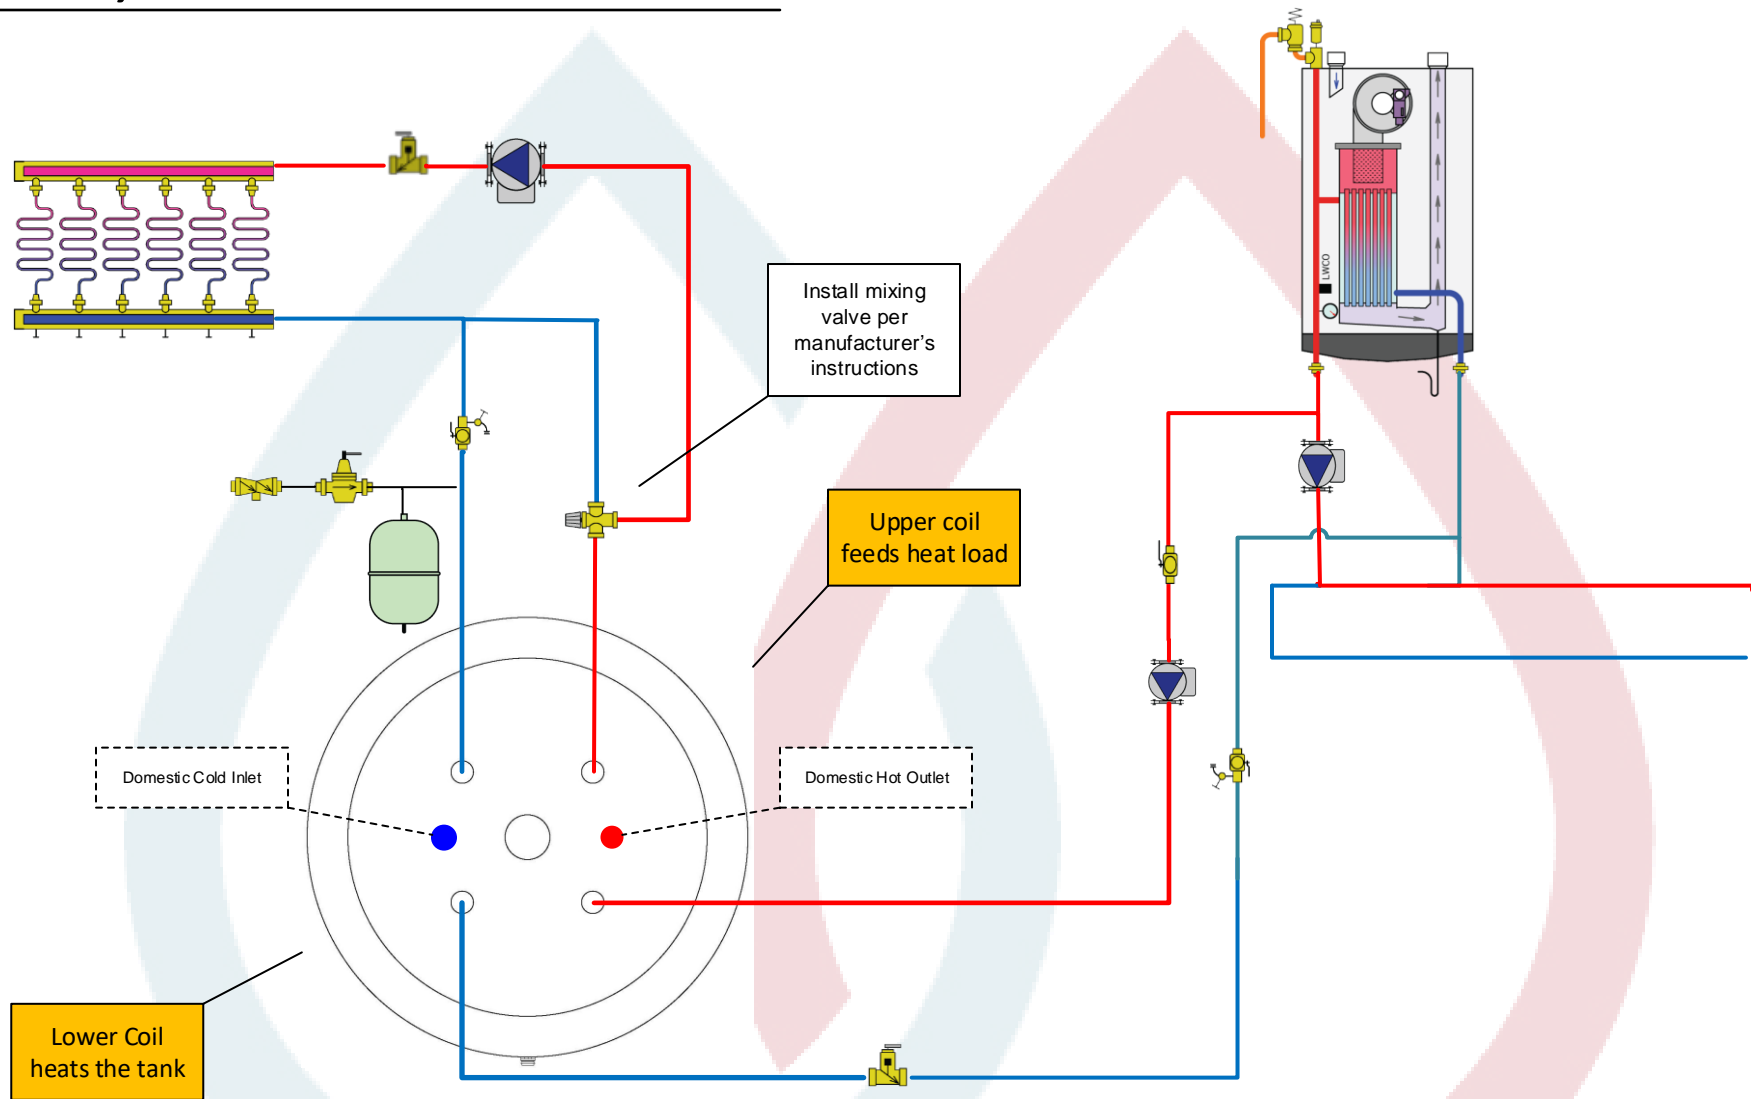 Install mixing
valve per
manufacturer's
instructions
LWCO
Upper coil
feeds heat load
Domestic Cold Inlet
Domestic Hot Outlet
Lower Coil
heats the tank